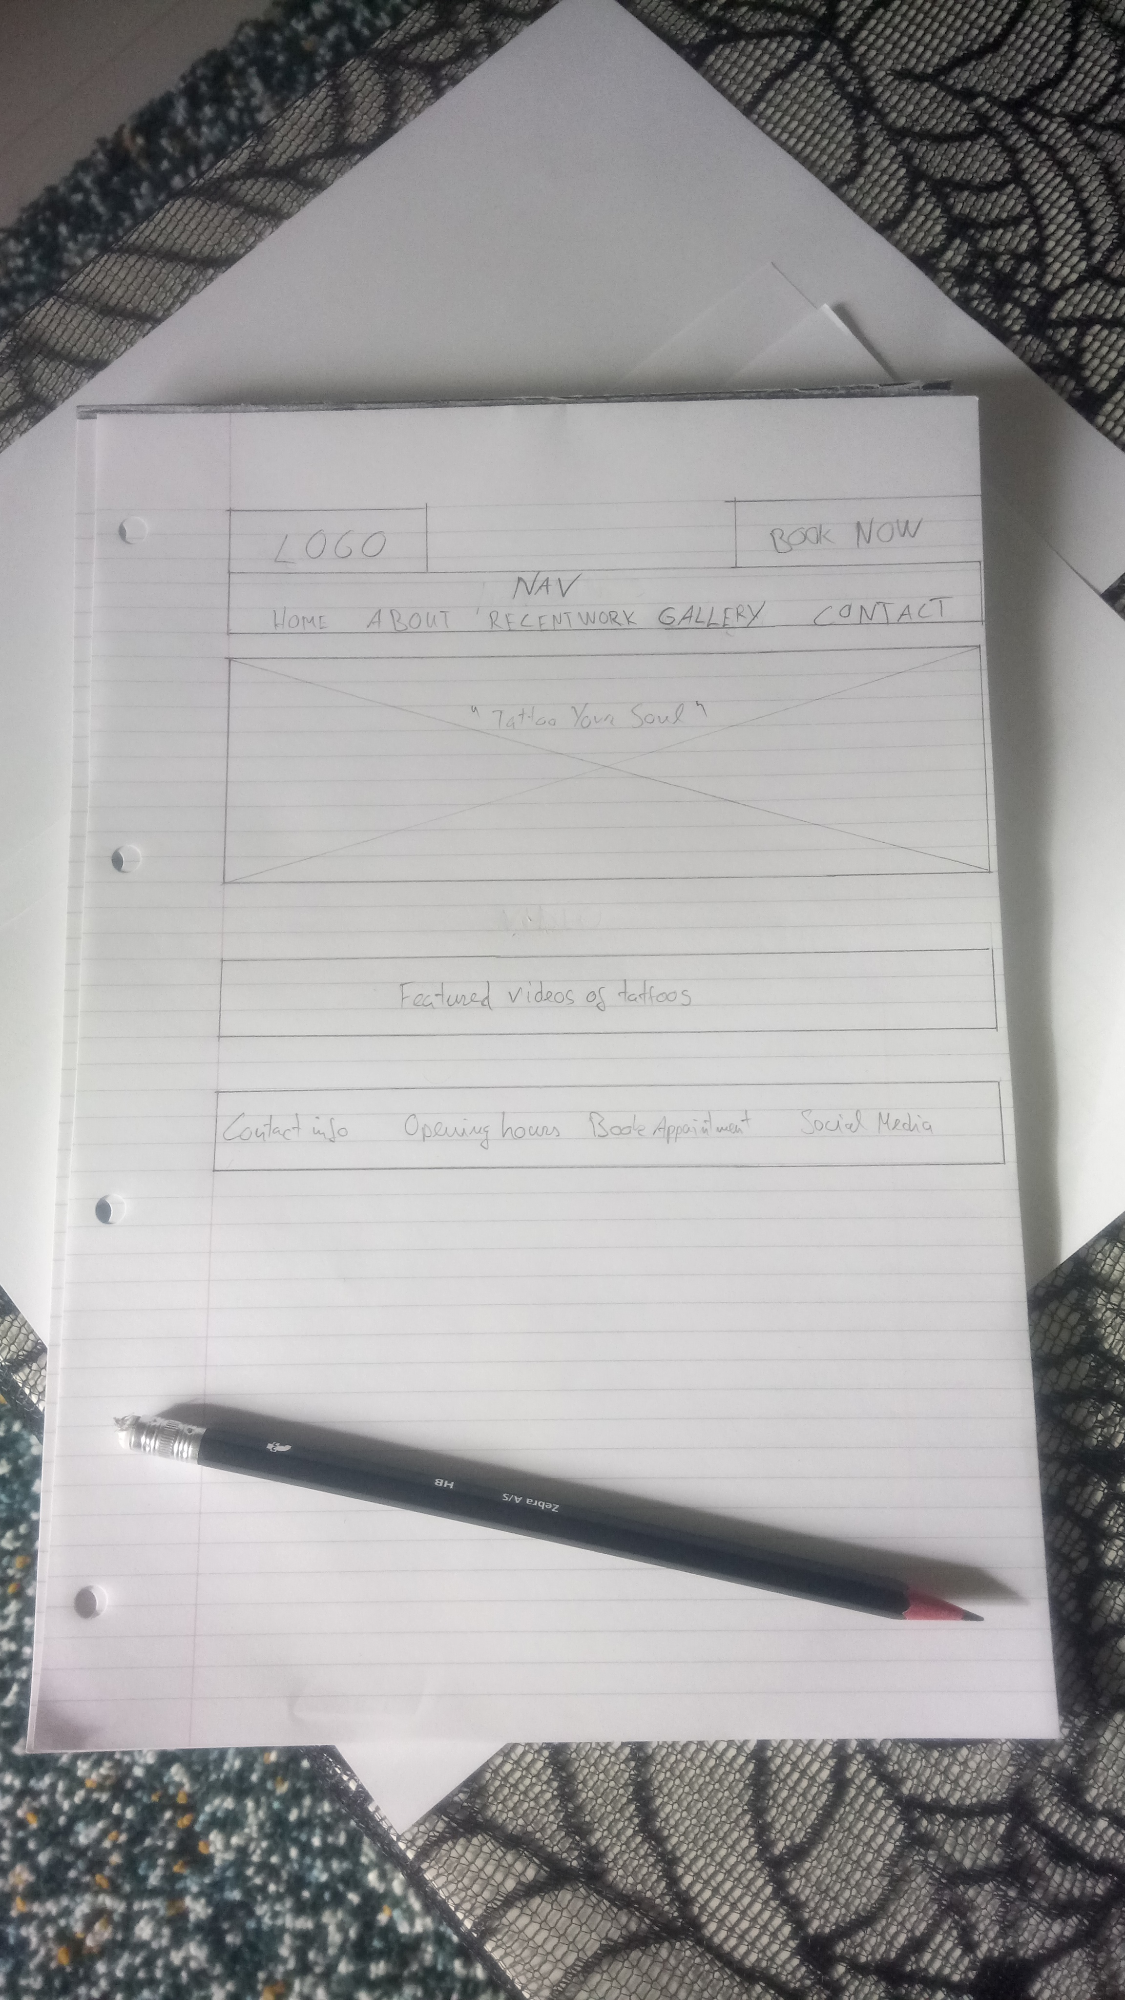 LOGO
BOOK NOW
NAV
HOME ABOUT RECENT WORK GALLERY CONTACT
"Tattoo Your Soul"
Featured videos of tattoos
Contact info Opening hours Book Appointment Social Media
HB Zebra A/S